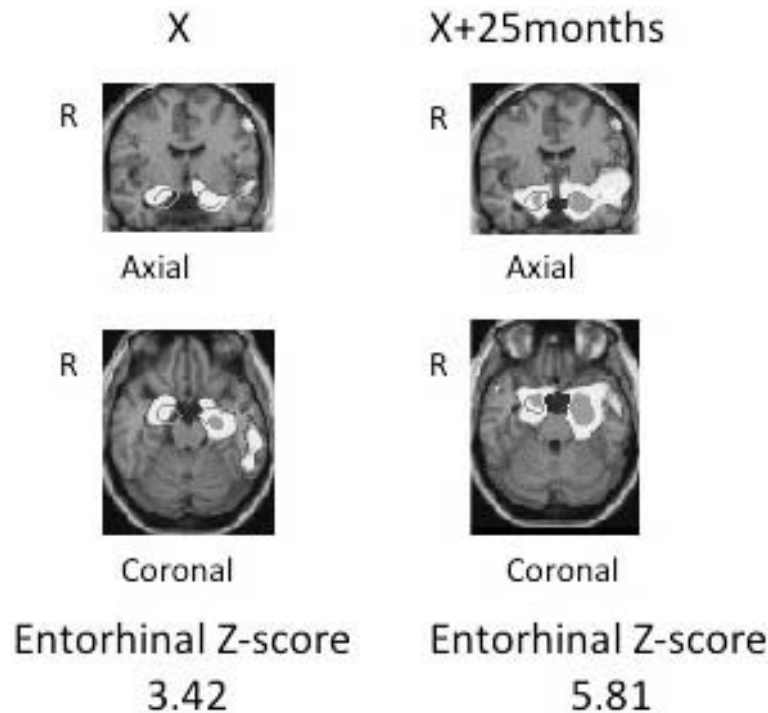 X X+25months
R R
Axial Axial
R R
Coronal Coronal
Entorhinal Z-score Entorhinal Z-score
3.42 5.81